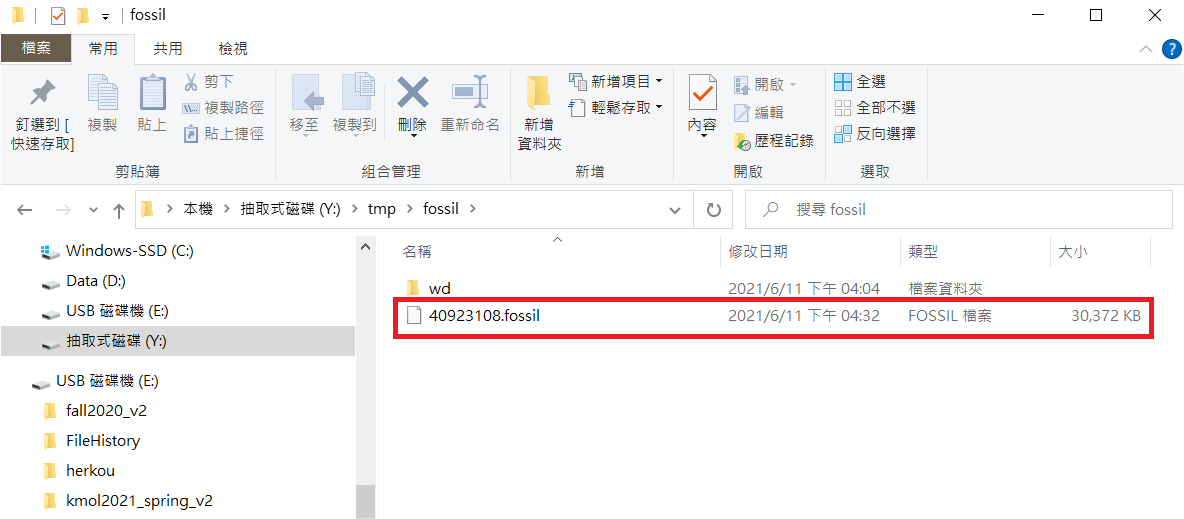 fossil
檔案 常用 共用 檢視
釘選到 [
快速存取]
複製
貼上
剪下
複製路徑
貼上捷徑
剪貼簿
移至
複製到
刪除
重新命名
組合管理
新增
資料夾
新增項目
輕鬆存取
新增
內容
開啟
編輯
歷程記錄
開啟
全選
全部不選
反向選擇
選取
本機 抽取式磁碟 (Y:) tmp fossil
搜尋 fossil
Windows-SSD (C:)
Data (D:)
USB 磁碟機 (E:)
抽取式磁碟 (Y:)
USB 磁碟機 (E:)
fall2020_v2
FileHistory
herkou
kmol2021_spring_v2
名稱 修改日期 類型 大小
wd 2021/6/11 下午 04:04 檔案資料夾
40923108.fossil 2021/6/11 下午 04:32 FOSSIL 檔案 30,372 KB